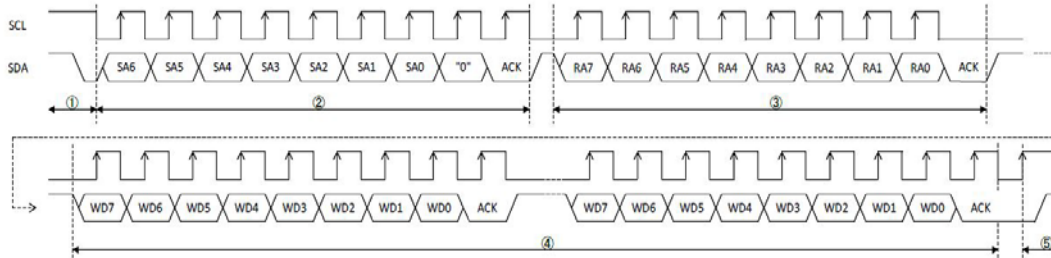 SCL
SDA SA6 SA5 SA4 SA3 SA2 SA1 SA0 "0" ACK RA7 RA6 RA5 RA4 RA3 RA2 RA1 RA0 ACK
① ② ③
WD7 WD6 WD5 WD4 WD3 WD2 WD1 WD0 ACK WD7 WD6 WD5 WD4 WD3 WD2 WD1 WD0 ACK
④ ⑤